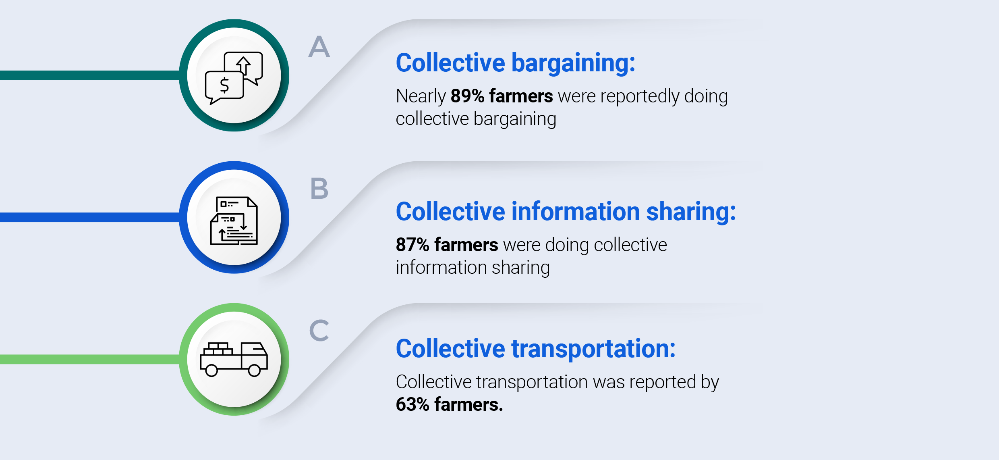 A
Collective bargaining:
Nearly 89% farmers were reportedly doing
collective bargaining
$
B
Collective information sharing:
87% farmers were doing collective
information sharing
C
Collective transportation:
Collective transportation was reported by
63% farmers.